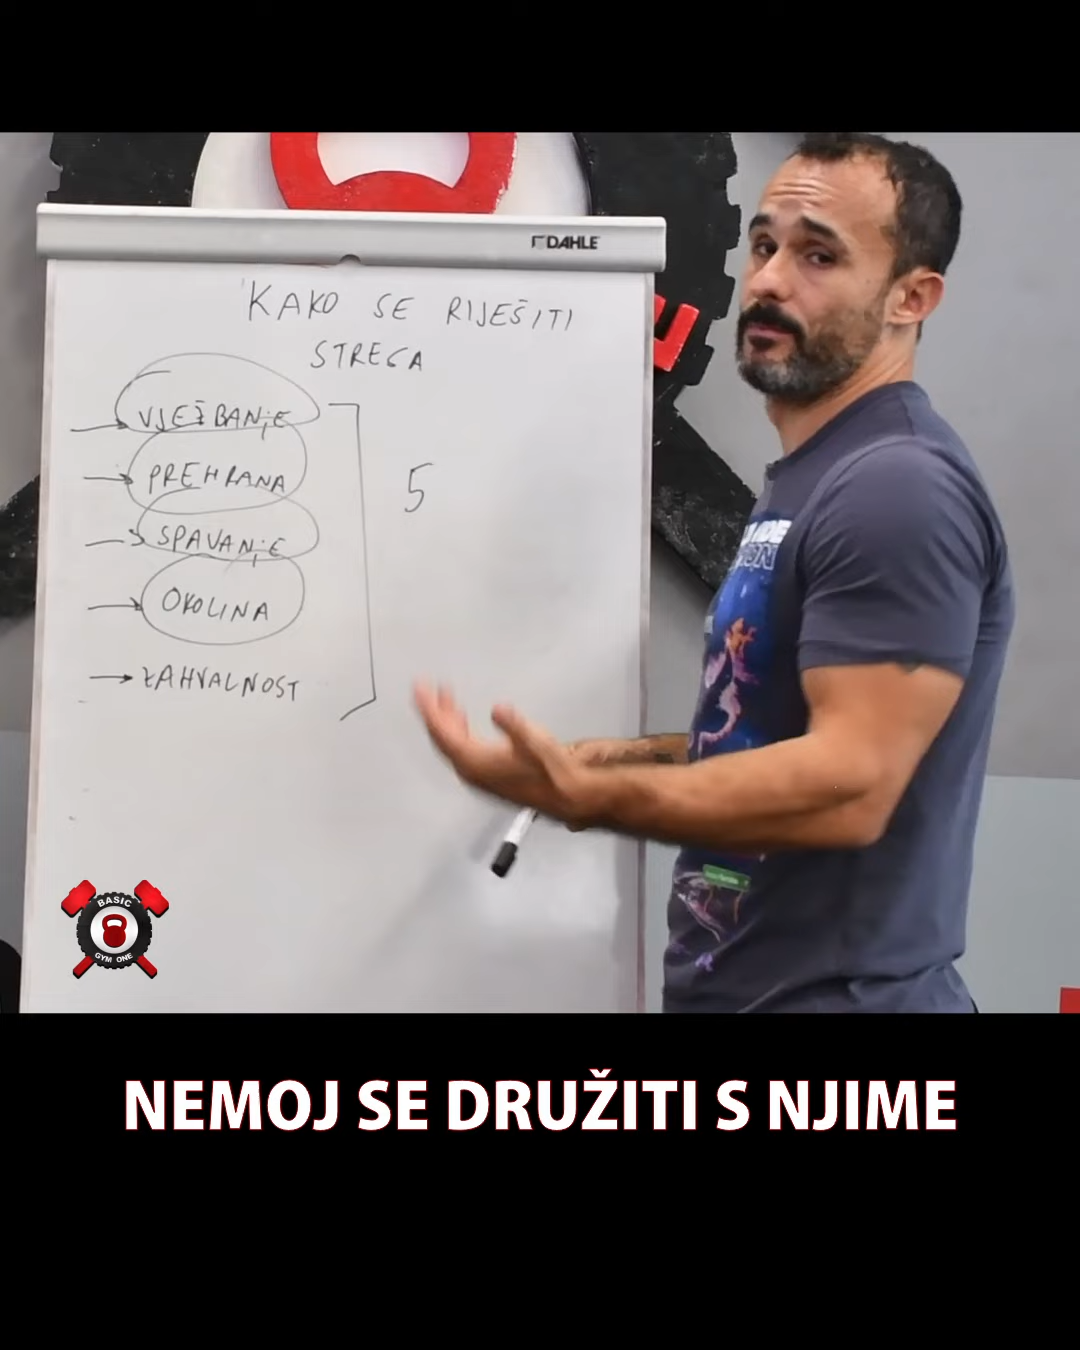 DAHLE
KAKO SE RIJEŠITI
STRESA
VJEŽBANJE
PREHRANA
5
SPAVANJE
OKOLINA
ZAHVALNOST
BASIC
GYM ONE
NEMOJ SE DRUŽITI S NJIME